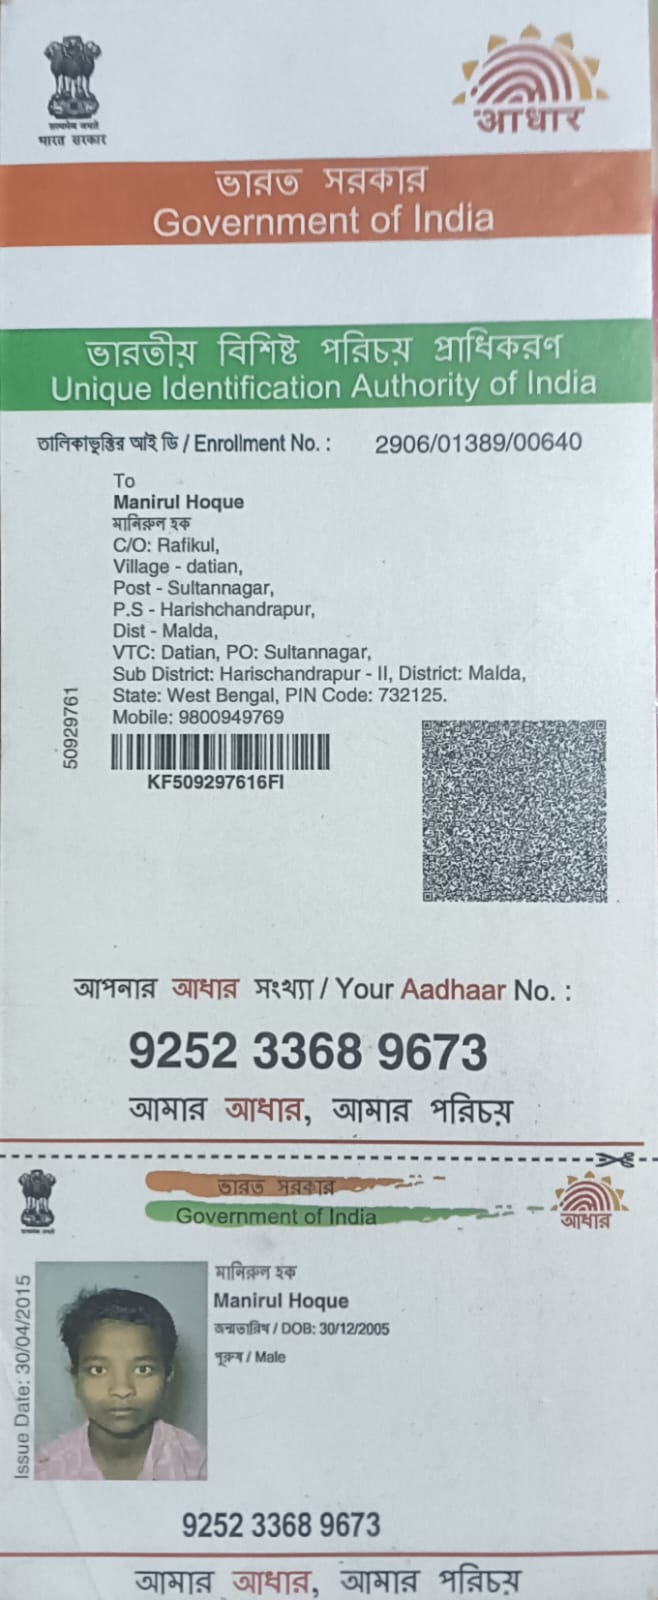 सत्यमेव जयते
भारत सरकार
आधार
ভারত সরকার
Government of India
ভারতীয় বিশিষ্ট পরিচয় প্রাধিকরণ
Unique Identification Authority of India
তালিকাভুক্তির আই ডি / Enrollment No. : 2906/01389/00640
To
Manirul Hoque
মানিরুল হক
C/O: Rafikul,
Village - datian,
Post - Sultannagar,
P.S - Harishchandrapur,
Dist - Malda,
VTC: Datian, PO: Sultannagar,
Sub District: Harischandrapur - II, District: Malda,
State: West Bengal, PIN Code: 732125.
Mobile: 9800949769
50929761
KF509297616FI
আপনার আধার সংখ্যা / Your Aadhaar No. :
9252 3368 9673
আমার আধার, আমার পরিচয়
ভারত সরকার
Government of India
আধার
মানিরুল হক
Manirul Hoque
জন্মতারিখ / DOB: 30/12/2005
পুরুষ / Male
Issue Date: 30/04/2015
9252 3368 9673
আমার আধার, আমার পরিচয়